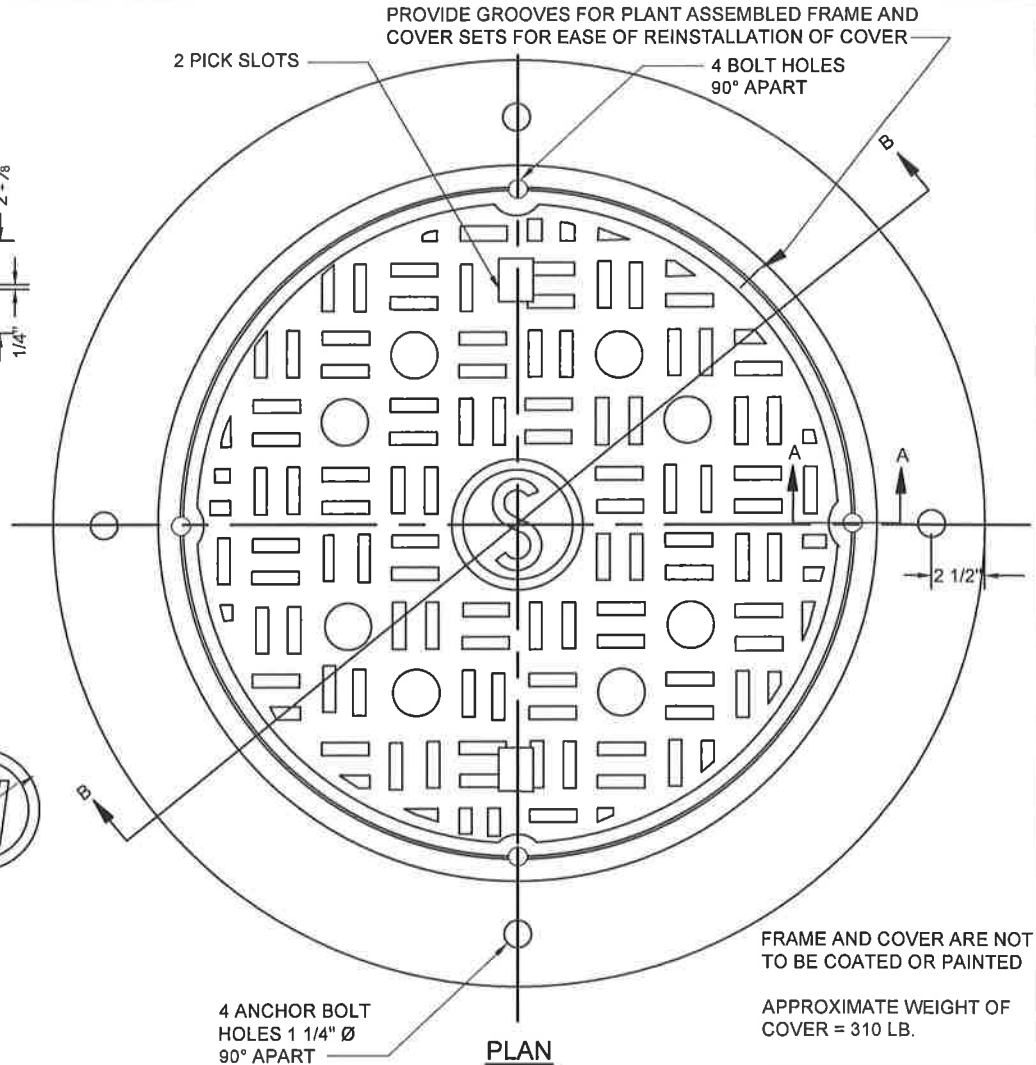 PROVIDE GROOVES FOR PLANT ASSEMBLED FRAME AND
COVER SETS FOR EASE OF REINSTALLATION OF COVER
2 PICK SLOTS
4 BOLT HOLES
90° APART
B
1/4"
A A
S
2 1/2"
B
FRAME AND COVER ARE NOT
TO BE COATED OR PAINTED
APPROXIMATE WEIGHT OF
COVER = 310 LB.
4 ANCHOR BOLT
HOLES 1 1/4" Ø
90° APART
PLAN